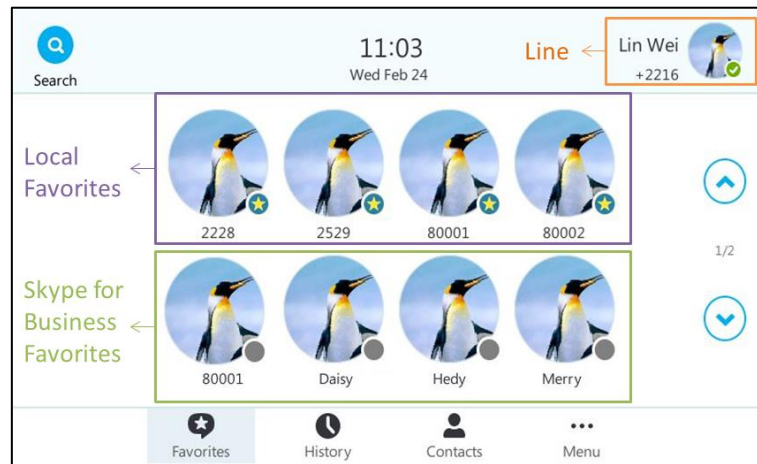 11:03
Line
Lin Wei
Search
Wed Feb 24
+2216
Local
Favorites
2228
2529
80001
80002
1/2
Skype for
Business
Favorites
80001
Daisy
Hedy
Merry
Favorites
History
Contacts
Menu